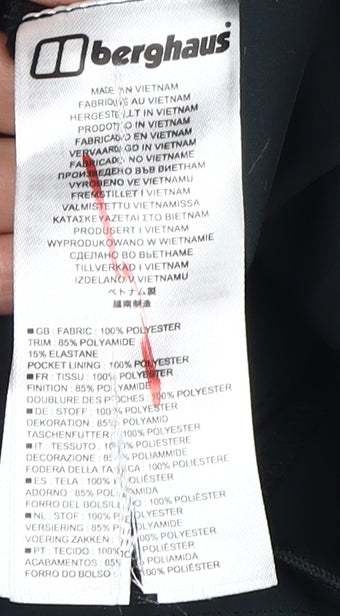 berghaus
MADE IN VIETNAM
FABRIQUÉ AU VIETNAM
HERGESTELLT IN VIETNAM
PRODOTTO IN VIETNAM
FABRICADO EN VIETNAM
VERVAARDIGD IN VIETNAM
FABRICADO NO VIETNAME
ПРОИЗВЕДЕНО ВЪВ ВИЕТНАМ
VYROBENO VE VIETNAMU
FREMSTILLET I VIETNAM
VALMISTETTU VIETNAMISSA
ΚΑΤΑΣΚΕΥΑΖΕΤΑΙ ΣΤΟ ΒΙΕΤΝΑΜ
PRODUSERT I VIETNAM
WYPRODUKOWANO W WIETNAMIE
СДЕЛАНО ВО ВЬЕТНАМЕ
TILLVERKAD I VIETNAM
IZDELANO V VIETNAMU
ベトナム製
越南制造
■ GB : FABRIC : 100% POLYESTER
TRIM : 85% POLYAMIDE
15% ELASTANE
POCKET LINING : 100% POLYESTER
■ FR : TISSU : 100% POLYESTER
FINITION : 85% POLYAMIDE
DOUBLURE DES POCHES : 100% POLYESTER
■ DE : STOFF : 100% POLYESTER
DEKORATION : 85% POLYAMID
TASCHENFUTTER : 100% POLYESTER
■ IT : TESSUTO : 100% POLIESTERE
DECORAZIONE : 85% POLIAMMIDE
FODERA DELLA TASCA : 100% POLIESTERE
■ ES : TELA : 100% POLIÉSTER
ADORNO : 85% POLIAMIDA
FORRO DEL BOLSILLO : 100% POLIÉSTER
■ NL : STOF : 100% POLYESTER
VERSIERING : 85% POLYAMIDE
VOERING ZAKKEN : 100% POLYESTER
■ PT : TECIDO : 100% POLIÉSTER
ACABAMENTOS : 85% POLIAMIDA
FORRO DO BOLSO : 100% POLIÉSTER